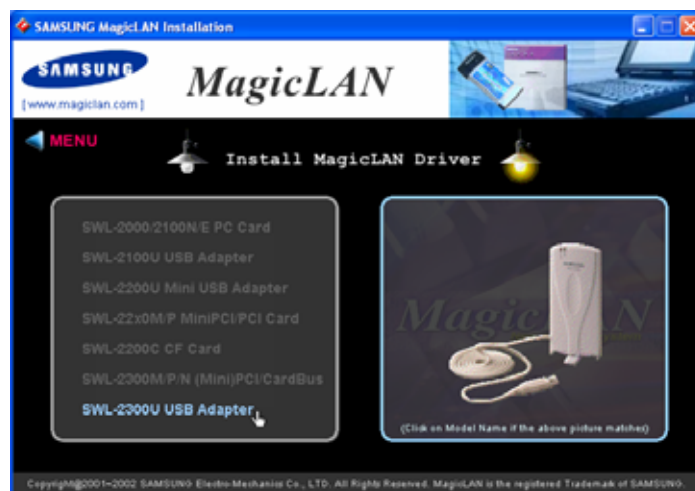 SAMSUNG MagicLAN Installation
SAMSUNG
[www.magiclan.com]
MagicLAN
MENU
Install MagicLAN Driver
SWL-2000/2100N/E PC Card
SWL-2100U USB Adapter
SWL-2200U Mini USB Adapter
SWL-22x0M/P MiniPCI/PCI Card
SWL-2200C CF Card
SWL-2300M/P/N (Mini)PCI/CardBus
SWL-2300U USB Adapter
MagicLAN
(Click on Model Name if the above picture matches)
Copyright@2001-2002 SAMSUNG Electro-Mechanics Co., LTD. All Rights Reserved. MagicLAN is the registered Trademark of SAMSUNG.